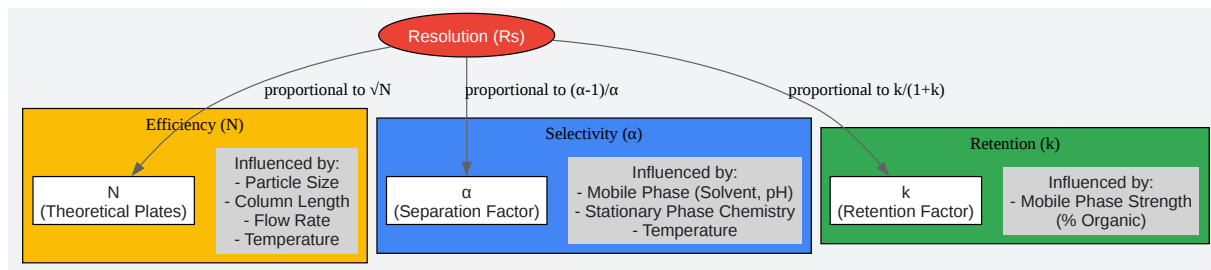 Resolution (Rs)
proportional to √N
proportional to (α-1)/α
proportional to k/(1+k)
Efficiency (N)
N
(Theoretical Plates)
Influenced by:
- Particle Size
- Column Length
- Flow Rate
- Temperature
Selectivity (α)
α
(Separation Factor)
Influenced by:
- Mobile Phase (Solvent, pH)
- Stationary Phase Chemistry
- Temperature
Retention (k)
k
(Retention Factor)
Influenced by:
- Mobile Phase Strength
(% Organic)